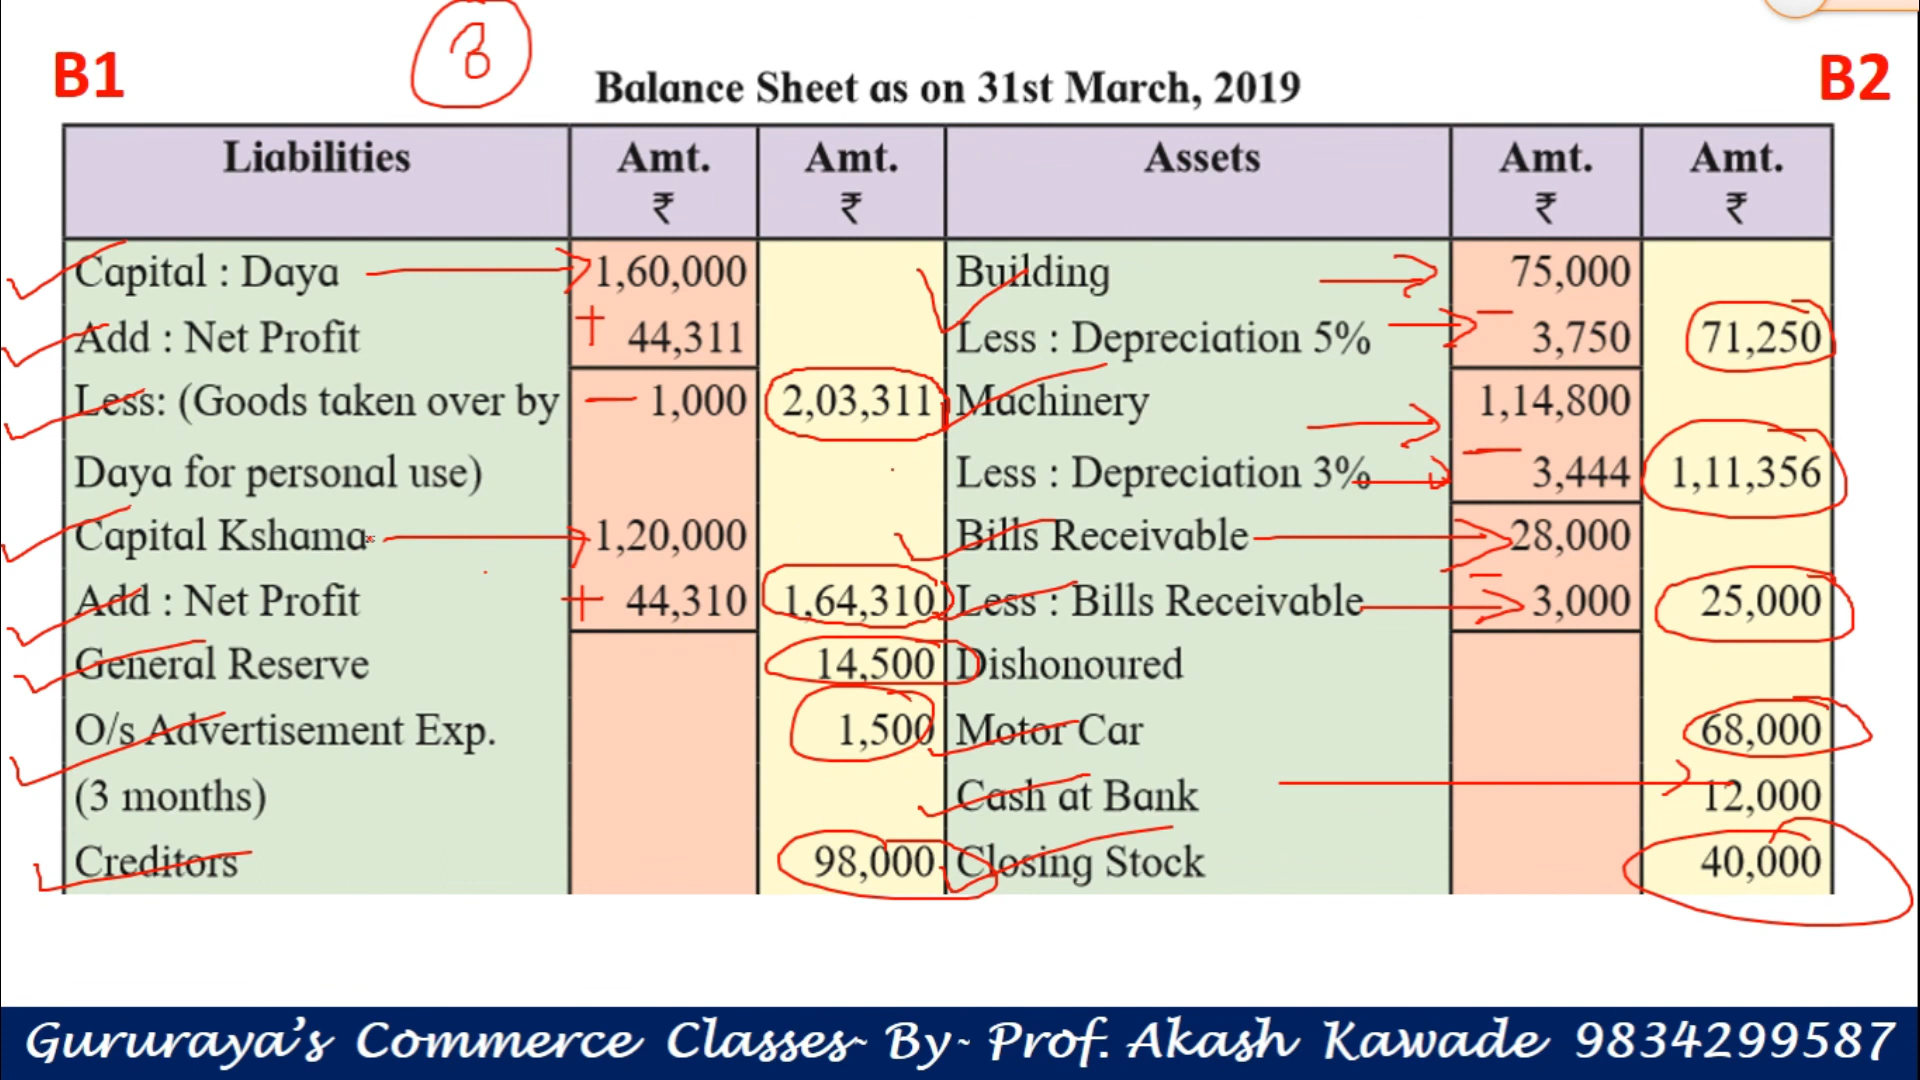 B1
8
B2
Balance Sheet as on 31st March, 2019
Liabilities Amt. ₹ Amt. ₹ Assets Amt. ₹ Amt. ₹
Capital : Daya 1,60,000 Building 75,000
Add : Net Profit + 44,311 Less : Depreciation 5% – 3,750 71,250
Less: (Goods taken over by – 1,000 2,03,311 Machinery 1,14,800
Daya for personal use) Less : Depreciation 3% – 3,444 1,11,356
Capital Kshama 1,20,000 Bills Receivable 28,000
Add : Net Profit + 44,310 1,64,310 Less : Bills Receivable – 3,000 25,000
General Reserve 14,500 Dishonoured
O/s Advertisement Exp. 1,500 Motor Car 68,000
(3 months) Cash at Bank 12,000
Creditors 98,000 Closing Stock 40,000
Gururaya's Commerce Classes- By- Prof. Akash Kawade 9834299587